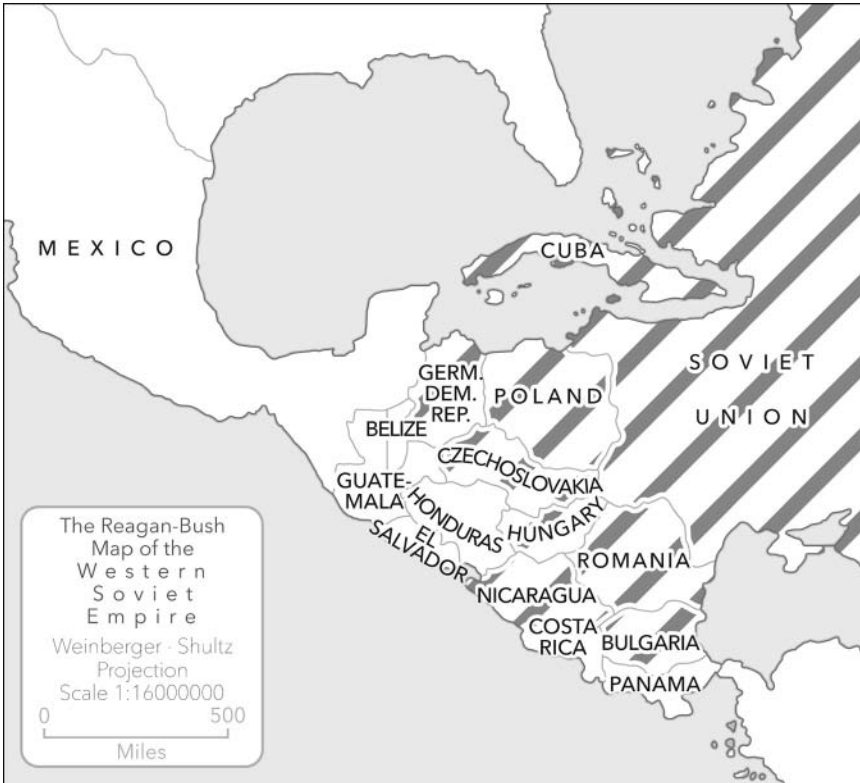 MEXICO
CUBA
SOVIET
UNION
GERM.
DEM.
REP.
POLAND
BELIZE
CZECHOSLOVAKIA
GUATE-
MALA
HONDURAS
HUNGARY
EL
SALVADOR
ROMANIA
NICARAGUA
COSTA
RICA
BULGARIA
PANAMA
The Reagan-Bush
Map of the
Western
Soviet
Empire
Weinberger · Shultz
Projection
Scale 1:16000000
0 500
Miles